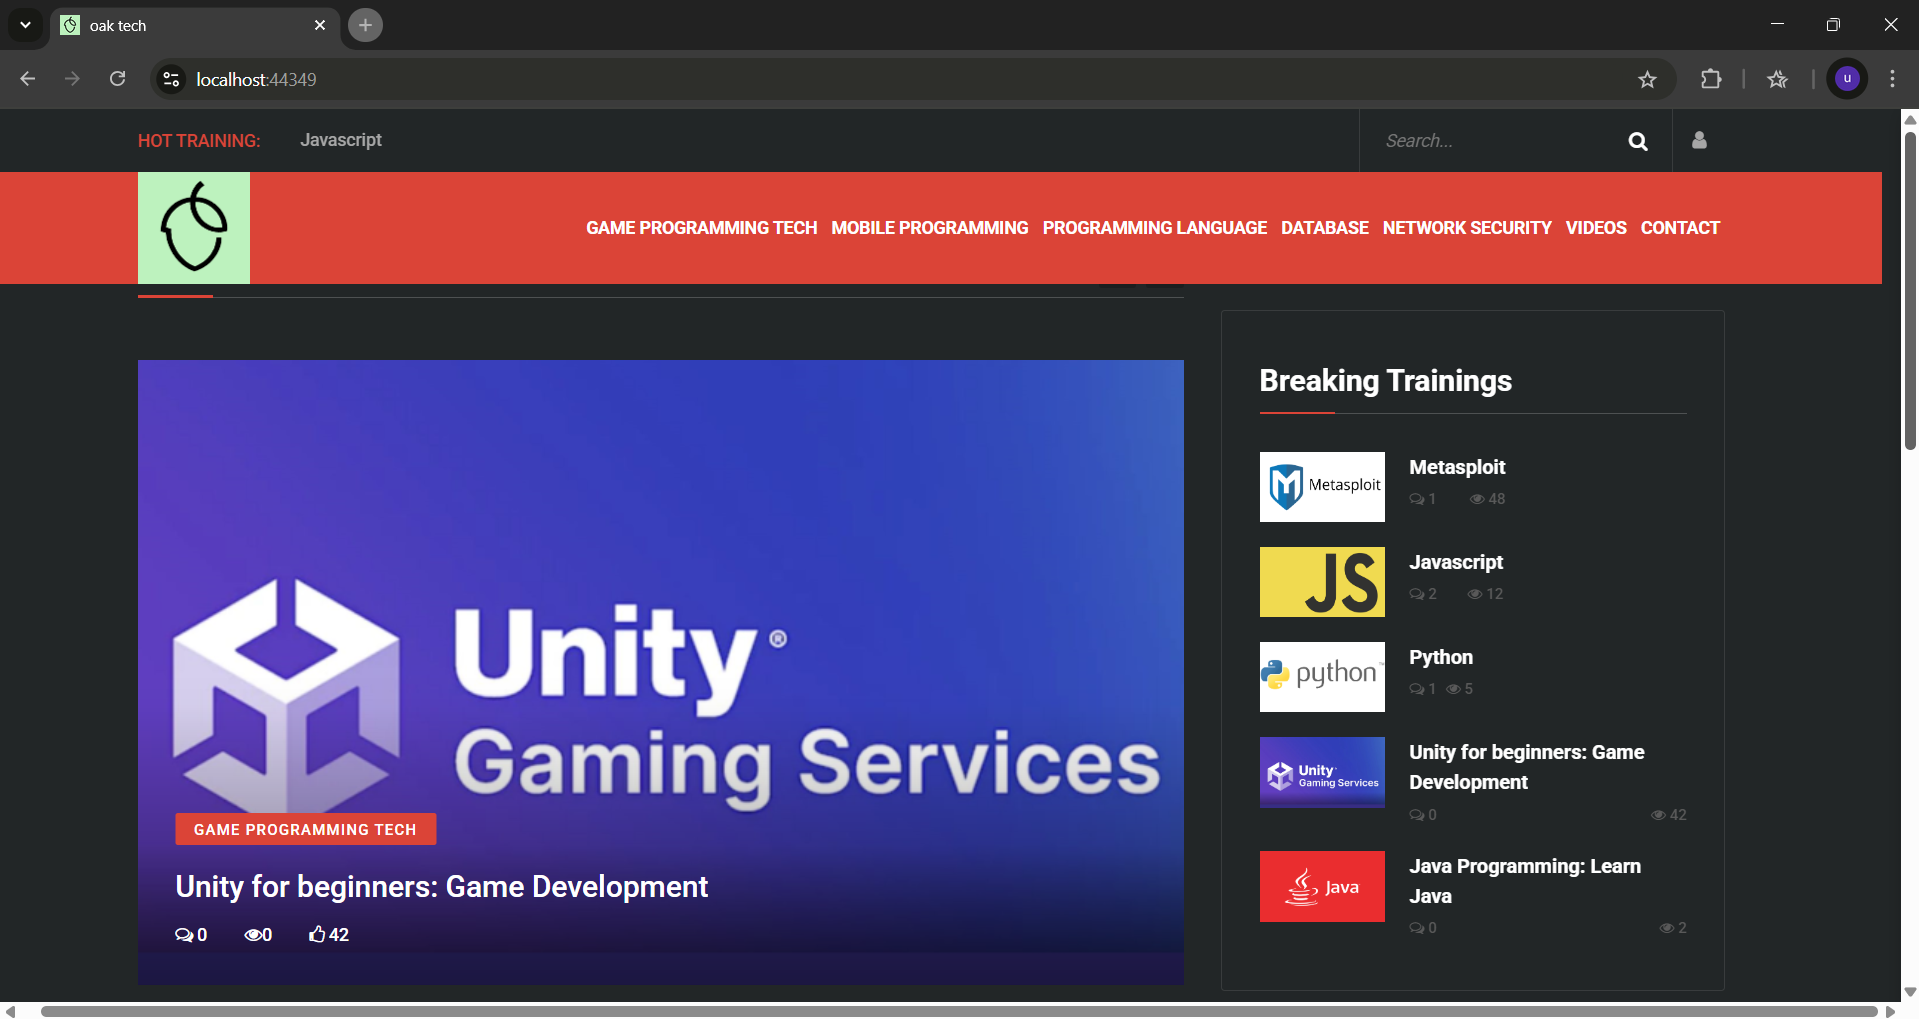 oak tech
localhost:44349
u
HOT TRAINING:
Javascript
Search...
GAME PROGRAMMING TECH
MOBILE PROGRAMMING
PROGRAMMING LANGUAGE
DATABASE
NETWORK SECURITY
VIDEOS
CONTACT
Unity®
Gaming Services
GAME PROGRAMMING TECH
Unity for beginners: Game Development
0 0 42
Breaking Trainings
Metasploit
Metasploit
1 48
JS
Javascript
2 12
python™
Python
1 5
Unity
Gaming Services
Unity for beginners: Game
Development
0 42
Java
Java Programming: Learn
Java
0 2